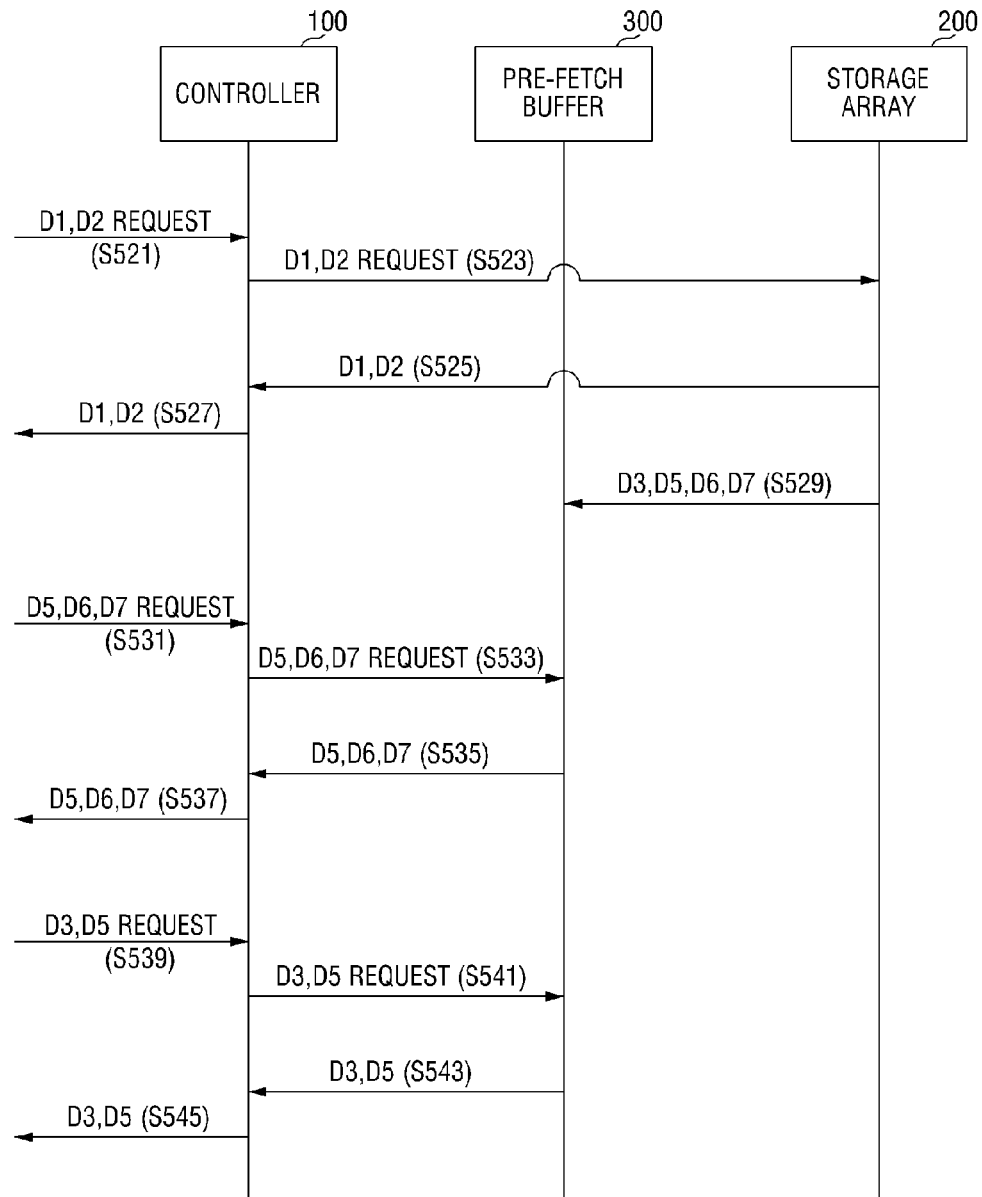 100
300
200
CONTROLLER
PRE-FETCH
BUFFER
STORAGE
ARRAY
D1,D2 REQUEST
(S521)
D1,D2 REQUEST (S523)
D1,D2 (S525)
D1,D2 (S527)
D3,D5,D6,D7 (S529)
D5,D6,D7 REQUEST
(S531)
D5,D6,D7 REQUEST (S533)
D5,D6,D7 (S535)
D5,D6,D7 (S537)
D3,D5 REQUEST
(S539)
D3,D5 REQUEST (S541)
D3,D5 (S543)
D3,D5 (S545)